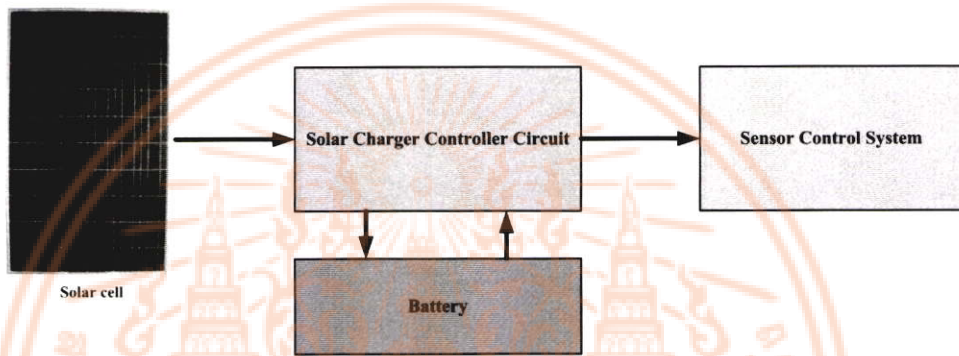 Solar Charger Controller Circuit
Sensor Control System
Solar cell
Battery